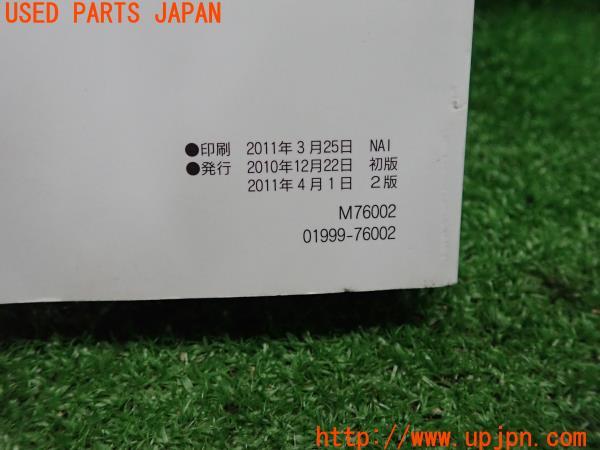 USED PARTS JAPAN
●印刷 2011年3月25日 NAI
●発行 2010年12月22日 初版
2011年4月1日 2版
M76002
01999-76002
http://www.upjpn.com/